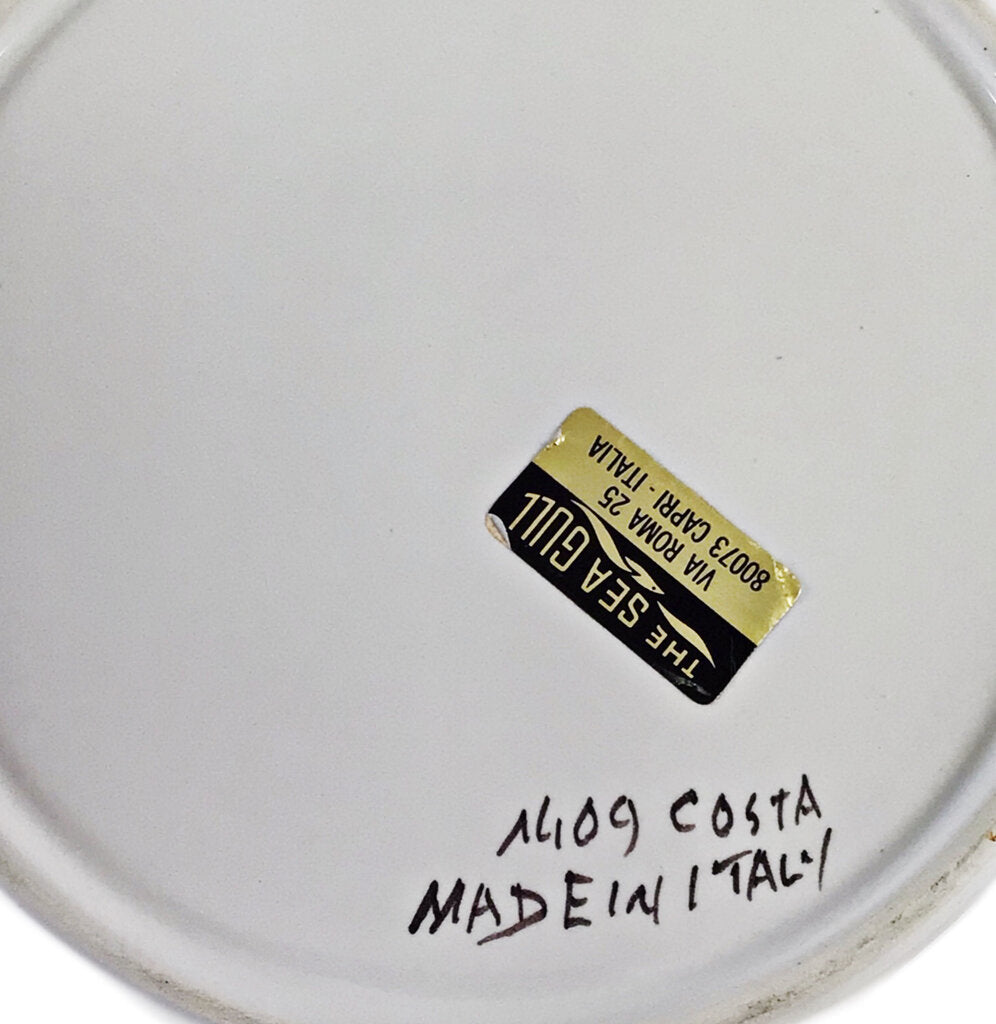 THE SEA GULL
VIA ROMA 25
80073 CAPRI - ITALIA
1409 COSTA
MADE IN ITALY